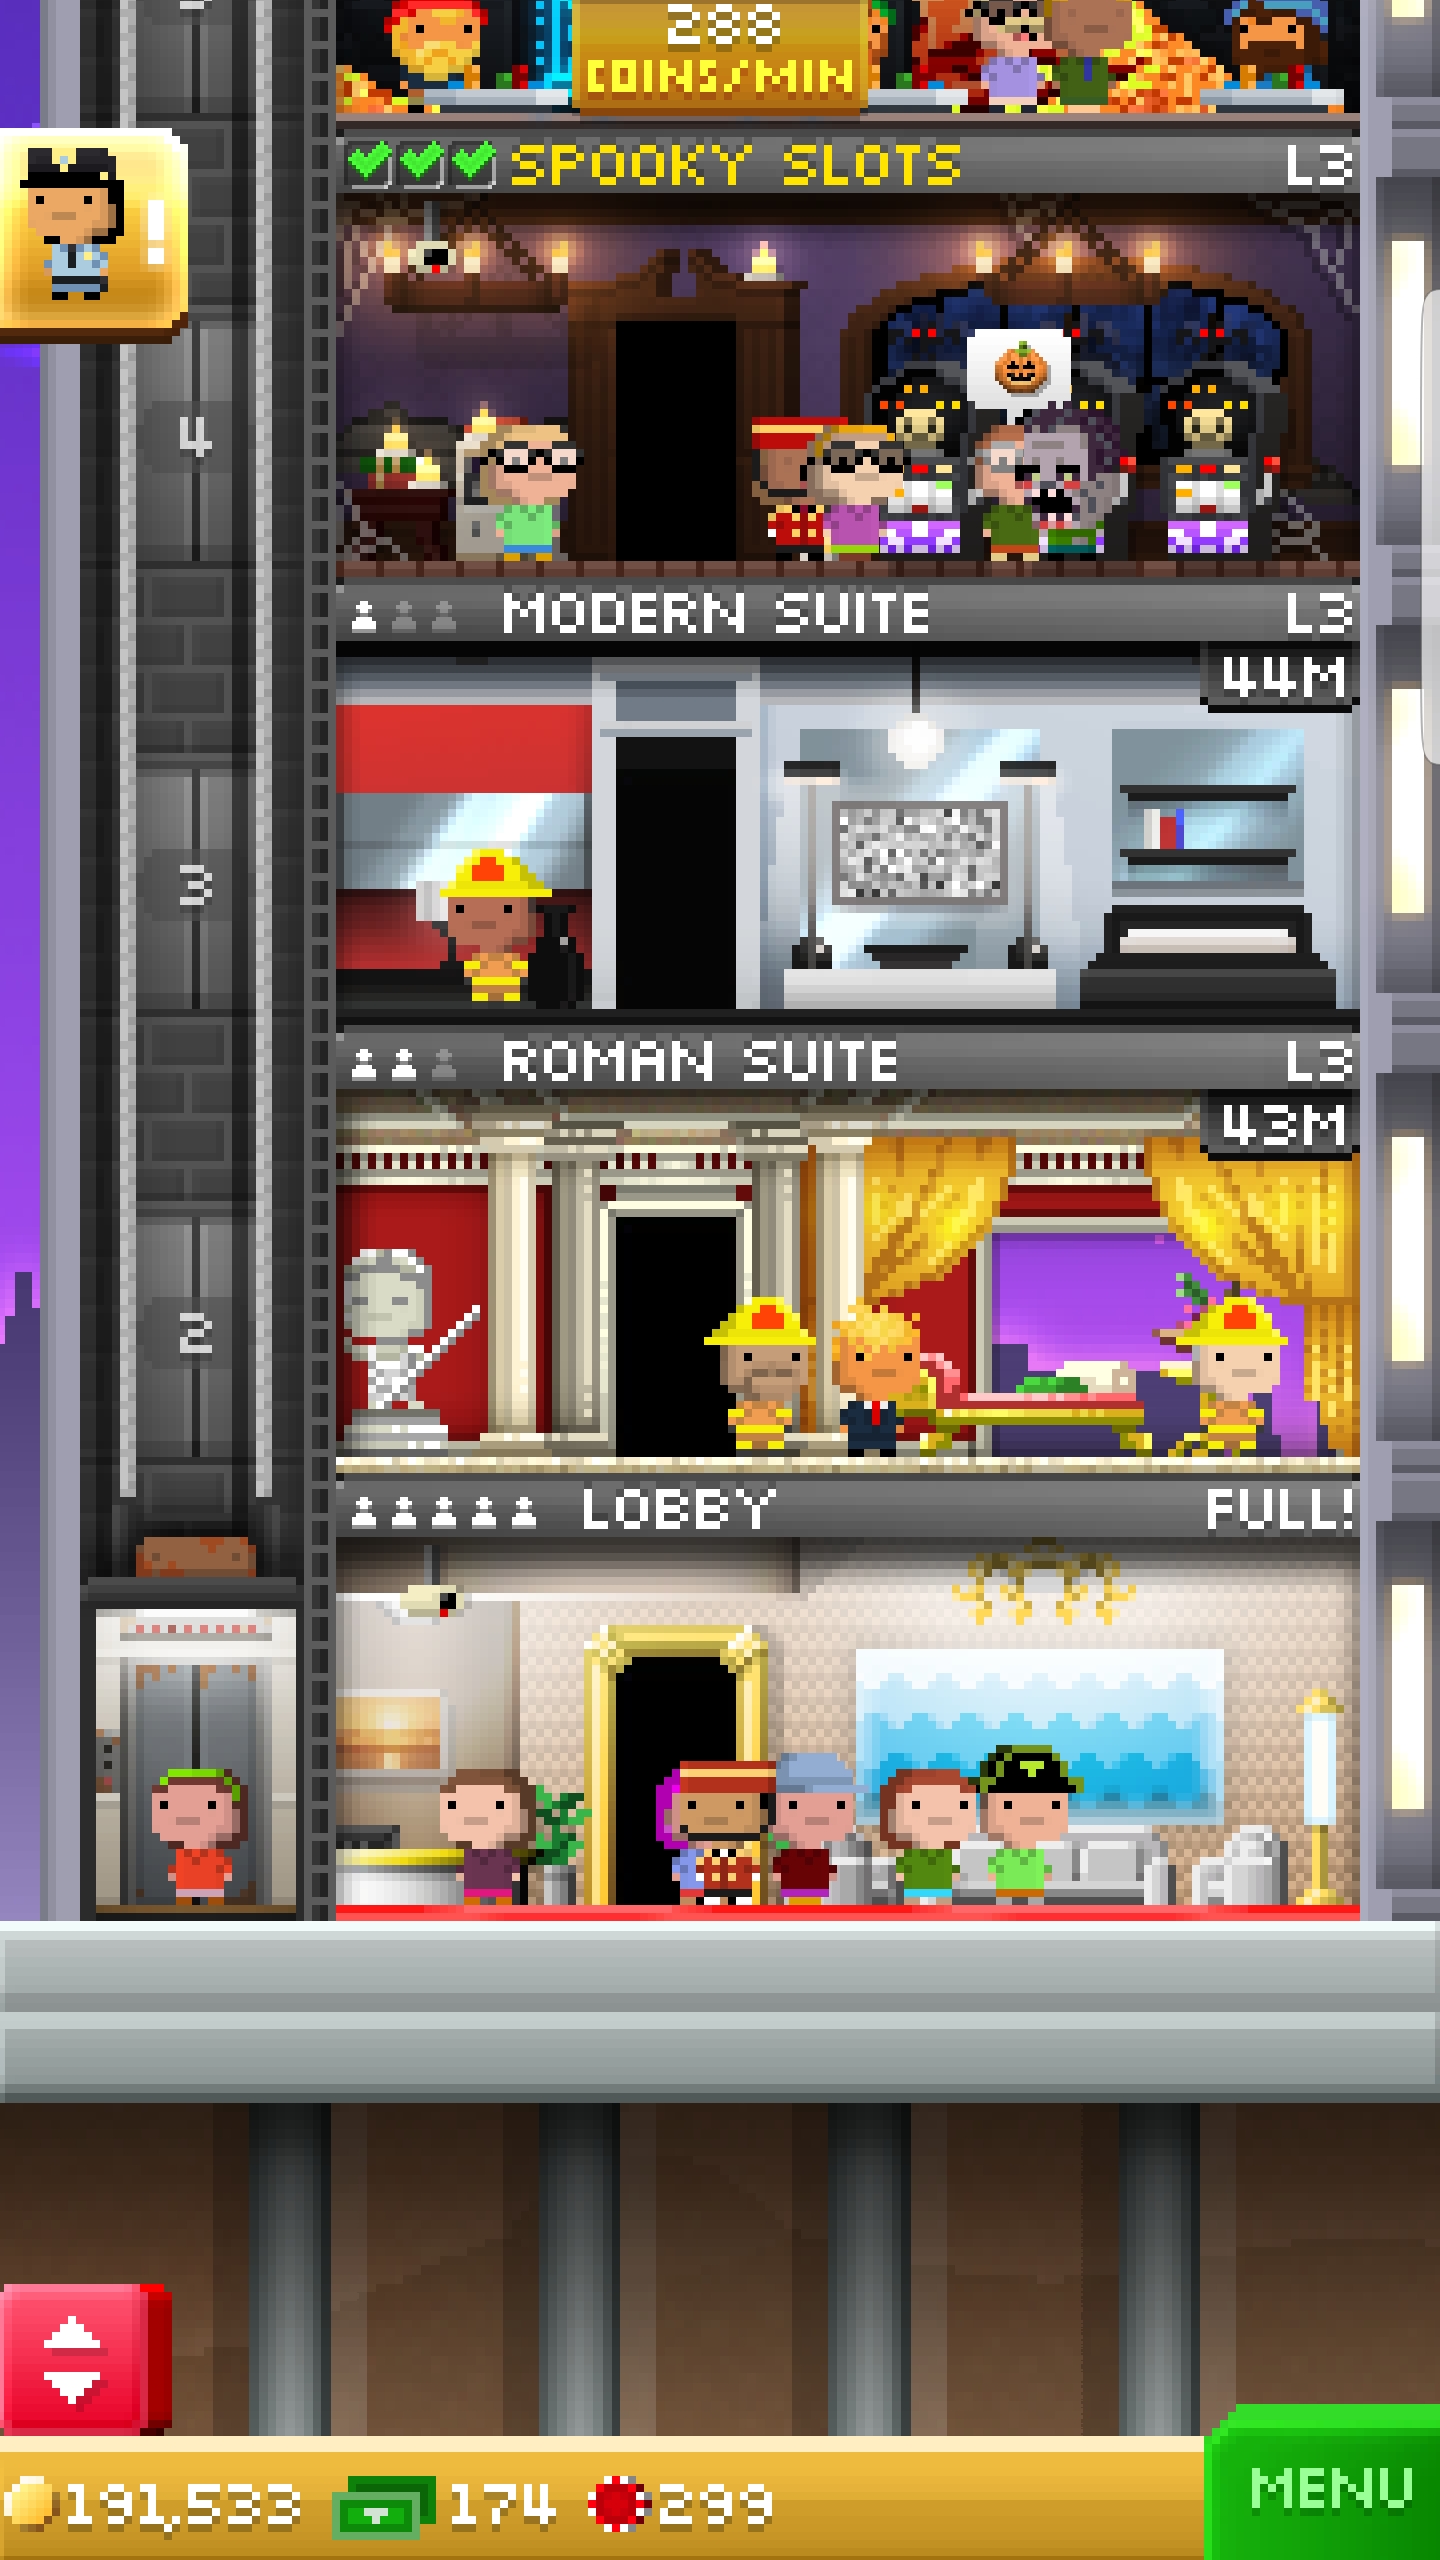 288
COINS/MIN
SPOOKY SLOTS L3
!
4
MODERN SUITE L3
44M
3
ROMAN SUITE L3
43M
2
LOBBY FULL!
191,533 174 299
MENU